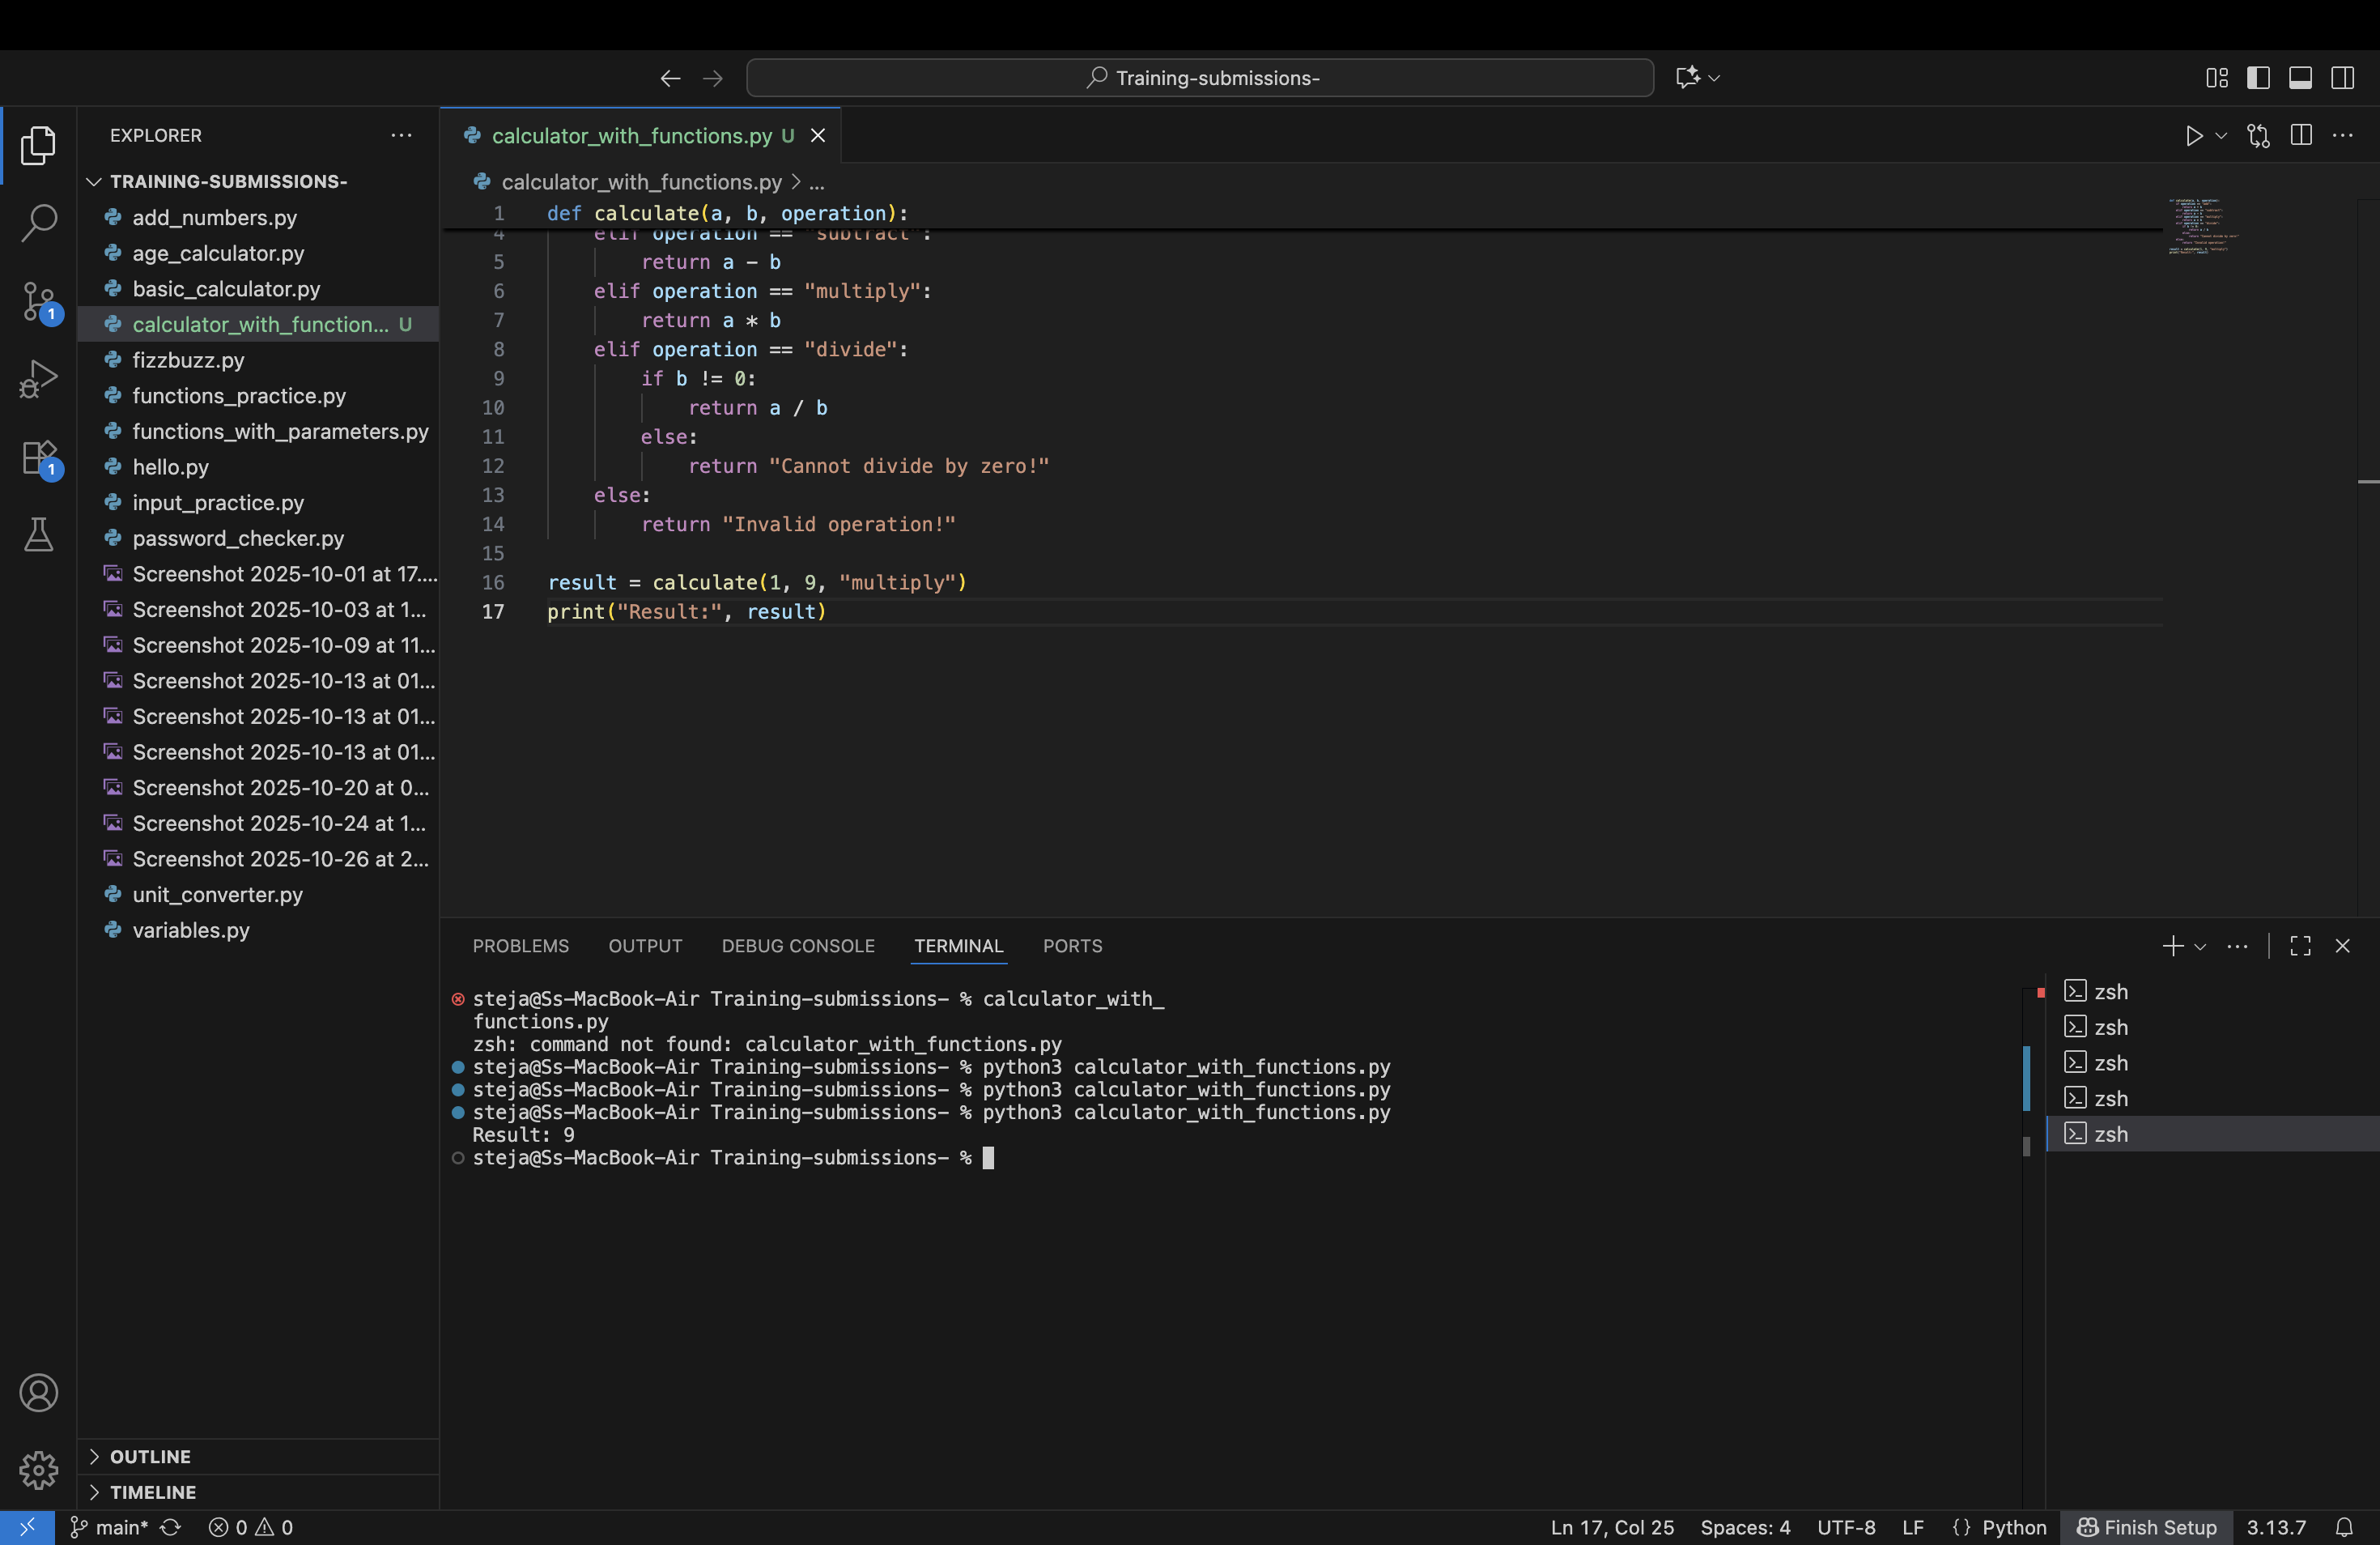 Training-submissions-
EXPLORER
calculator_with_functions.py U
TRAINING-SUBMISSIONS-
add_numbers.py
age_calculator.py
basic_calculator.py
calculator_with_function... U
fizzbuzz.py
functions_practice.py
functions_with_parameters.py
hello.py
input_practice.py
password_checker.py
Screenshot 2025-10-01 at 17....
Screenshot 2025-10-03 at 1...
Screenshot 2025-10-09 at 11...
Screenshot 2025-10-13 at 01...
Screenshot 2025-10-13 at 01...
Screenshot 2025-10-13 at 01...
Screenshot 2025-10-20 at 0...
Screenshot 2025-10-24 at 1...
Screenshot 2025-10-26 at 2...
unit_converter.py
variables.py
OUTLINE
TIMELINE
1
1
calculator_with_functions.py > ...
1 def calculate(a, b, operation):
4 elif operation == "subtract":
5 return a - b
6 elif operation == "multiply":
7 return a * b
8 elif operation == "divide":
9 if b != 0:
10 return a / b
11 else:
12 return "Cannot divide by zero!"
13 else:
14 return "Invalid operation!"
15
16 result = calculate(1, 9, "multiply")
17 print("Result:", result)
PROBLEMS OUTPUT DEBUG CONSOLE TERMINAL PORTS
steja@Ss-MacBook-Air Training-submissions- % calculator_with_
functions.py
zsh: command not found: calculator_with_functions.py
steja@Ss-MacBook-Air Training-submissions- % python3 calculator_with_functions.py
steja@Ss-MacBook-Air Training-submissions- % python3 calculator_with_functions.py
steja@Ss-MacBook-Air Training-submissions- % python3 calculator_with_functions.py
Result: 9
steja@Ss-MacBook-Air Training-submissions- %
zsh
zsh
zsh
zsh
zsh
main* 0 0 Ln 17, Col 25 Spaces: 4 UTF-8 LF {} Python Finish Setup 3.13.7